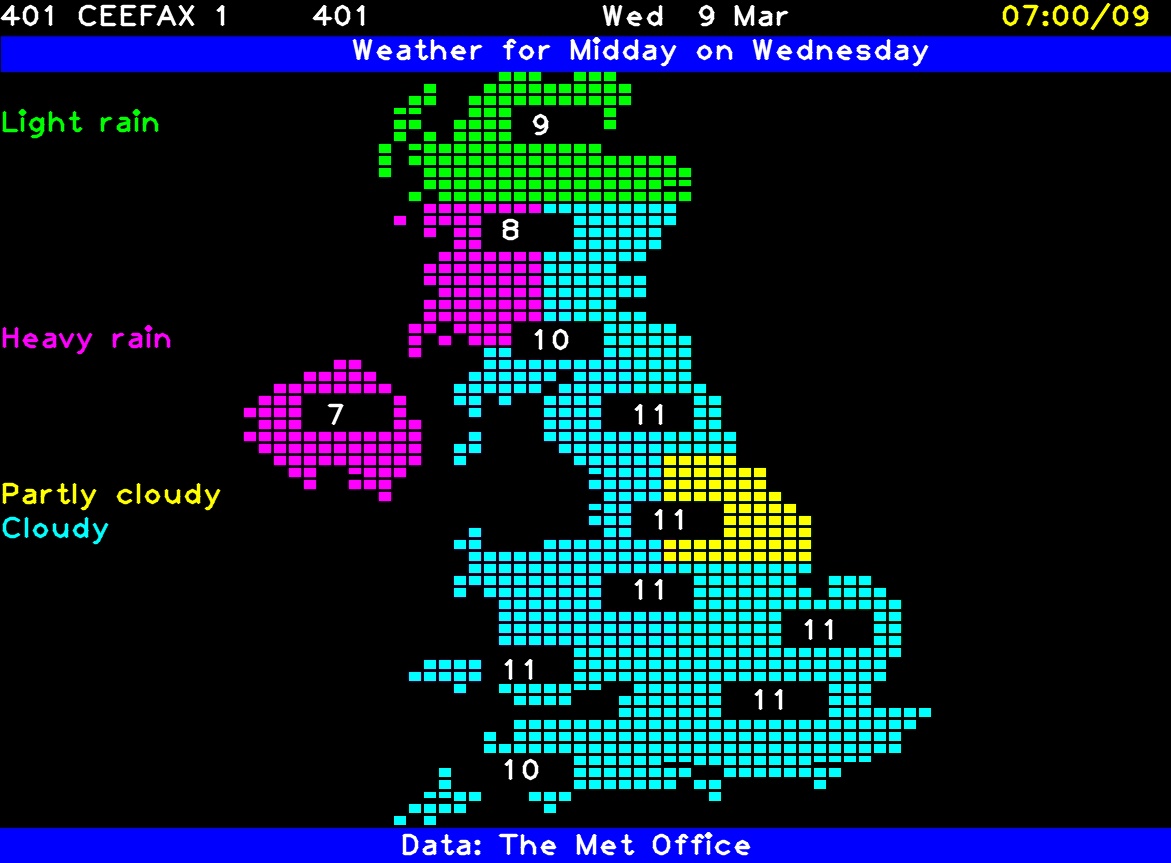 401 CEEFAX 1 401 Wed 9 Mar 07:00/09
Weather for Midday on Wednesday
Light rain
9
8
Heavy rain
10
7
11
Partly cloudy
11
Cloudy
11
11
11
11
10
Data: The Met Office